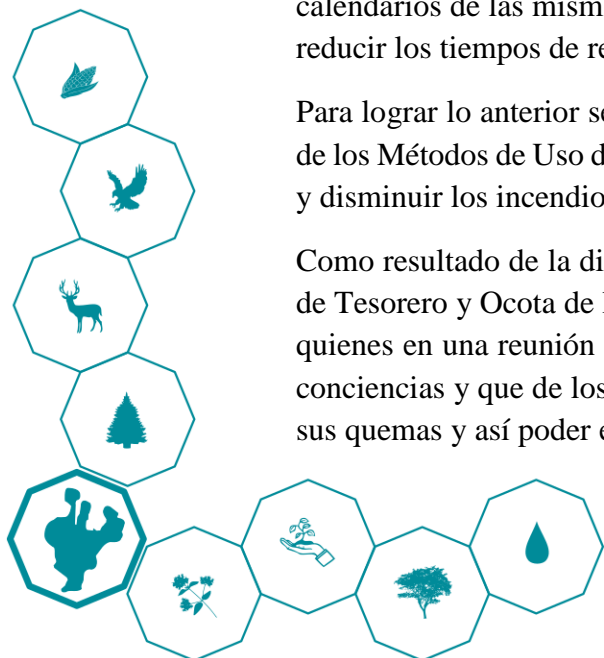 calendarios de las mism
reducir los tiempos de re
Para lograr lo anterior se
de los Métodos de Uso d
y disminuir los incendio
Como resultado de la di
de Tesorero y Ocota de
quienes en una reunión
conciencias y que de los
sus quemas y así poder e